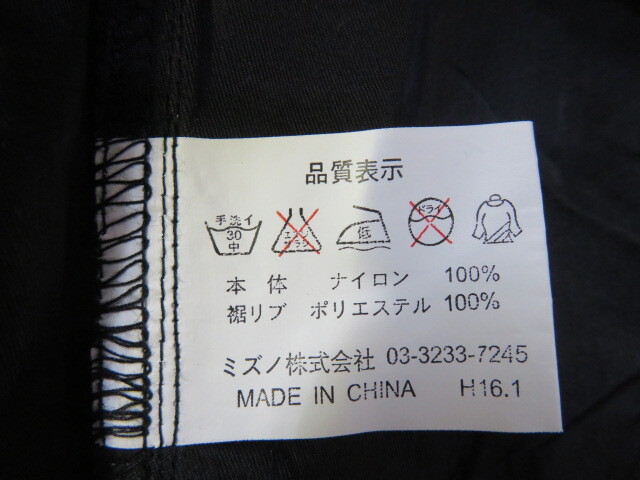 品質表示
手洗イ
30
中
エンソ
サラシ
低
ドライ
本体 ナイロン 100%
裾リブ ポリエステル 100%
ミズノ株式会社 03-3233-7245
MADE IN CHINA H16.1